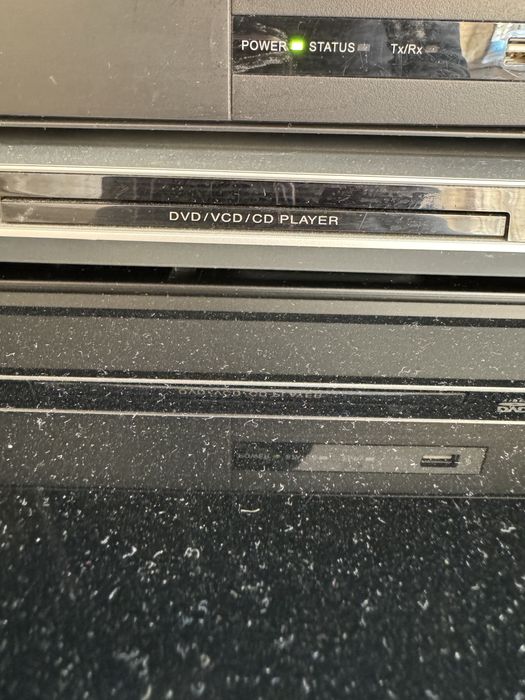 POWER STATUS Tx/Rx
DVD/VCD/CD PLAYER